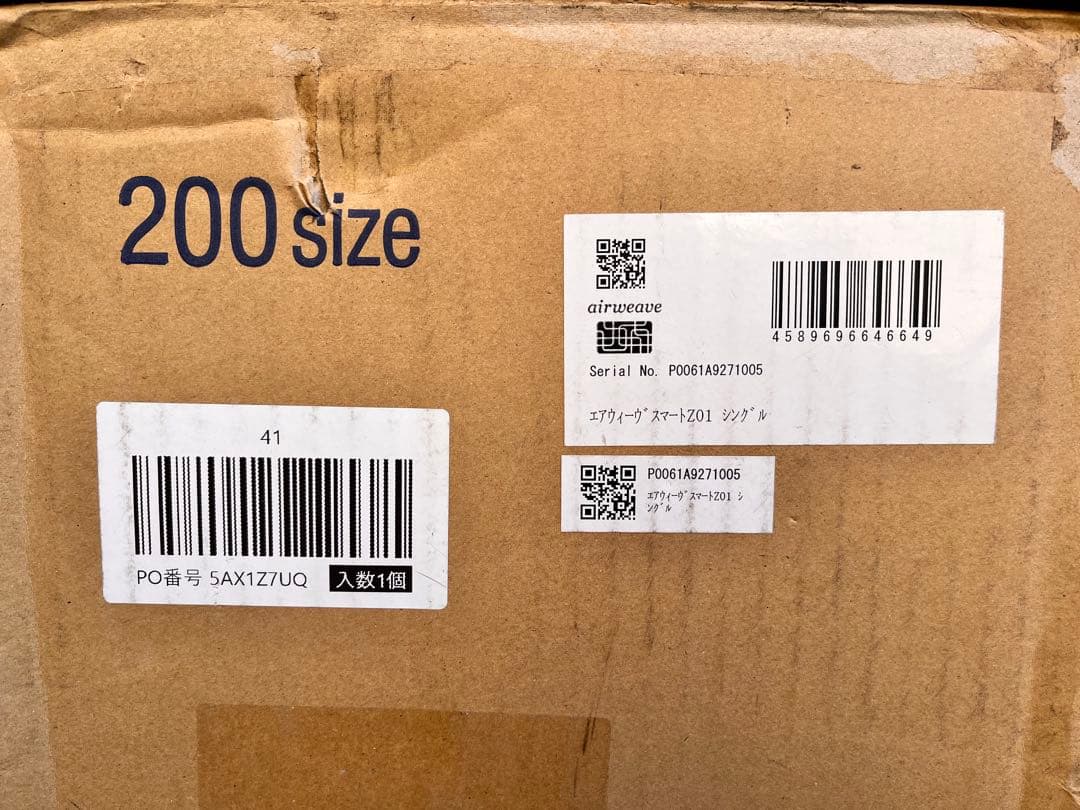 200 size
airweave
4589696646649
Serial No. P0061A9271005
エアウィーヴスマートZ01 シングル
41
PO番号 5AX1Z7UQ 入数1個
P0061A9271005
エアウィーヴスマートZ01 シ
ングル